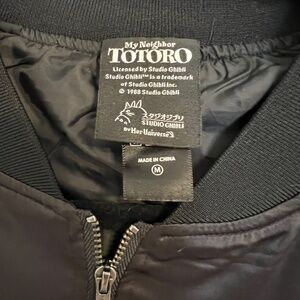 My Neighbor
TOTORO
Licensed by Studio Ghibli
Studio Ghibli™ is a trademark
of Studio Ghibli Inc.
© 1988 Studio Ghibli
スタジオジブリ
STUDIO GHIBLI
BY HER UNIVERSE
MADE IN CHINA
M